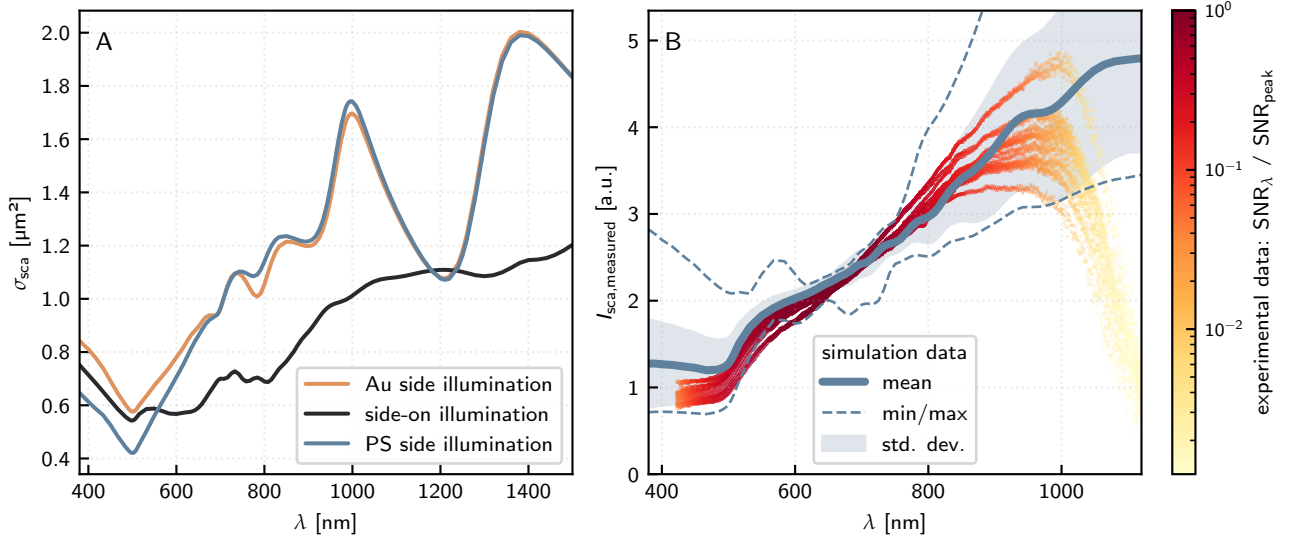 A
σsca [µm²]
2.0
1.8
1.6
1.4
1.2
1.0
0.8
0.6
0.4
400 600 800 1000 1200 1400
λ [nm]
Au side illumination
side-on illumination
PS side illumination
B
Isca,measured [a.u.]
5
4
3
2
1
0
400 600 800 1000
λ [nm]
simulation data
mean
min/max
std. dev.
10⁰
10⁻¹
10⁻²
experimental data: SNRλ / SNRpeak